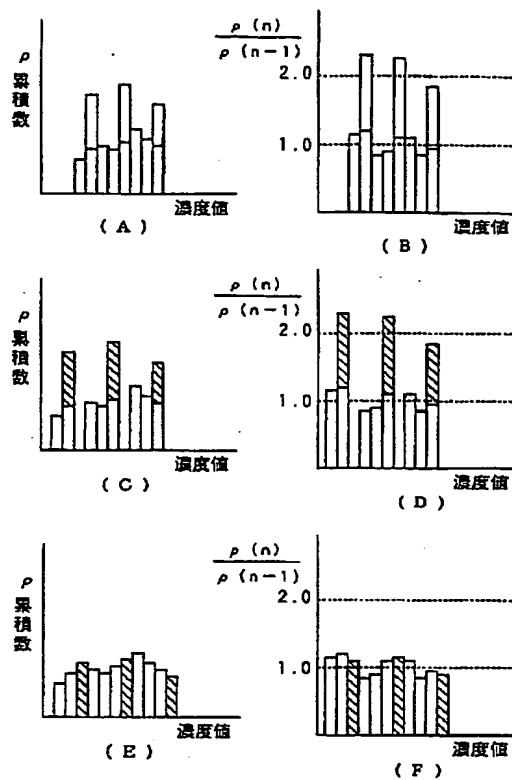 ρ 累積数
濃度値
(A)
ρ(n)
ρ(n-1)
2.0
1.0
濃度値
(B)
ρ 累積数
濃度値
(C)
ρ(n)
ρ(n-1)
2.0
1.0
濃度値
(D)
ρ 累積数
濃度値
(E)
ρ(n)
ρ(n-1)
2.0
1.0
濃度値
(F)